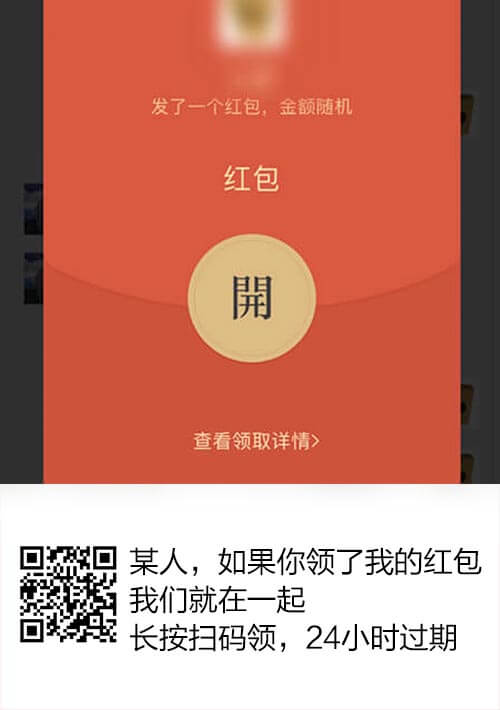 发了一个红包，金额随机
红包
開
查看领取详情>
某人，如果你领了我的红包
我们就在一起
长按扫码领，24小时过期